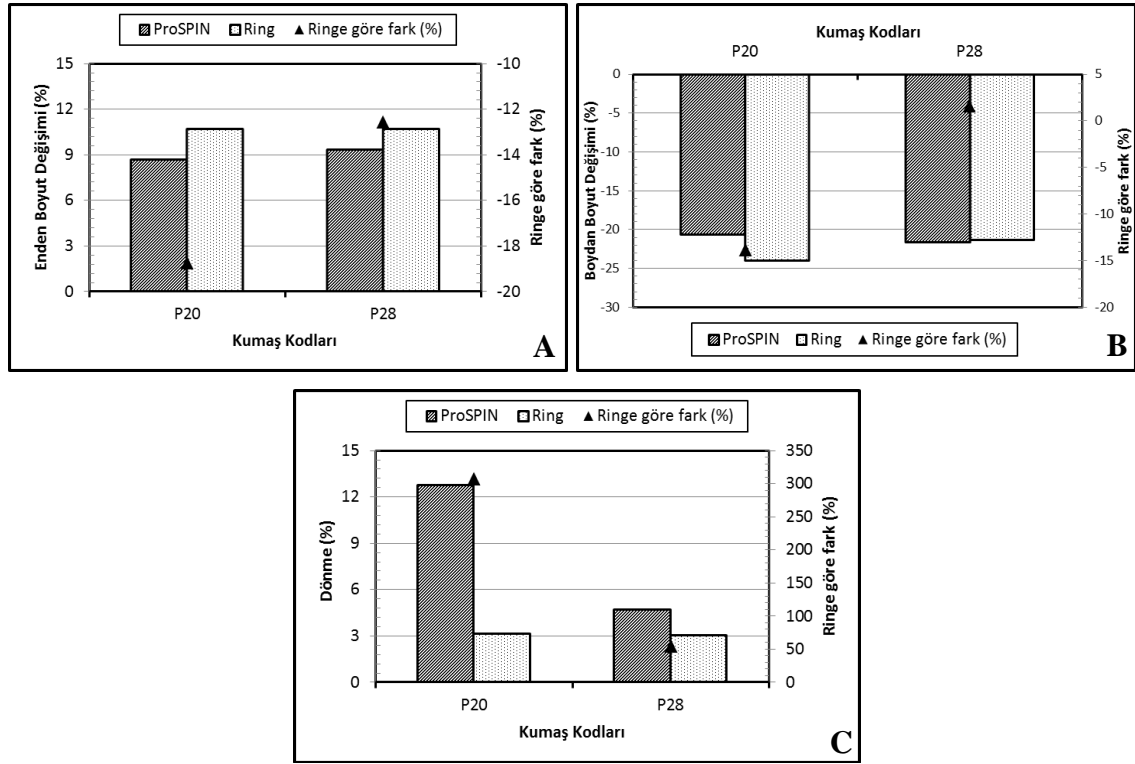 ProSPIN Ring Ringe göre fark (%)
15
12
9
6
3
0
Enden Boyut Değişimi (%)
-10
-12
-14
-16
-18
-20
Ringe göre fark (%)
P20 P28
Kumaş Kodları
A
Kumaş Kodları
P20 P28
0
-5
-10
-15
-20
-25
-30
Boydan Boyut Değişimi (%)
5
0
-5
-10
-15
-20
Ringe göre fark (%)
ProSPIN Ring Ringe göre fark (%)
B
ProSPIN Ring Ringe göre fark (%)
15
12
9
6
3
0
Dönme (%)
350
300
250
200
150
100
50
0
Ringe göre fark (%)
P20 P28
Kumaş Kodları
C